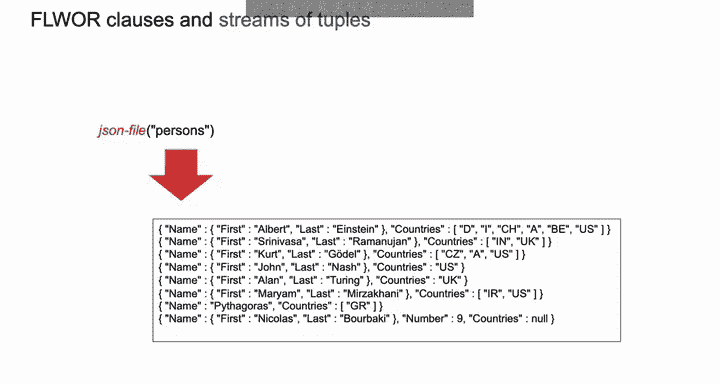 FLWOR clauses and streams of tuples
json-file("persons")
{ "Name" : { "First" : "Albert", "Last" : "Einstein" }, "Countries" : [ "D", "I", "CH", "A", "BE", "US" ] }
{ "Name" : { "First" : "Srinivasa", "Last" : "Ramanujan" }, "Countries" : [ "IN", "UK" ] }
{ "Name" : { "First" : "Kurt", "Last" : "Gödel" }, "Countries" : [ "CZ", "A", "US" ] }
{ "Name" : { "First" : "John", "Last" : "Nash" }, "Countries" : "US" }
{ "Name" : { "First" : "Alan", "Last" : "Turing" }, "Countries" : "UK" }
{ "Name" : { "First" : "Maryam", "Last" : "Mirzakhani" }, "Countries" : [ "IR", "US" ] }
{ "Name" : "Pythagoras", "Countries" : [ "GR" ] }
{ "Name" : { "First" : "Nicolas", "Last" : "Bourbaki" }, "Number" : 9, "Countries" : null }